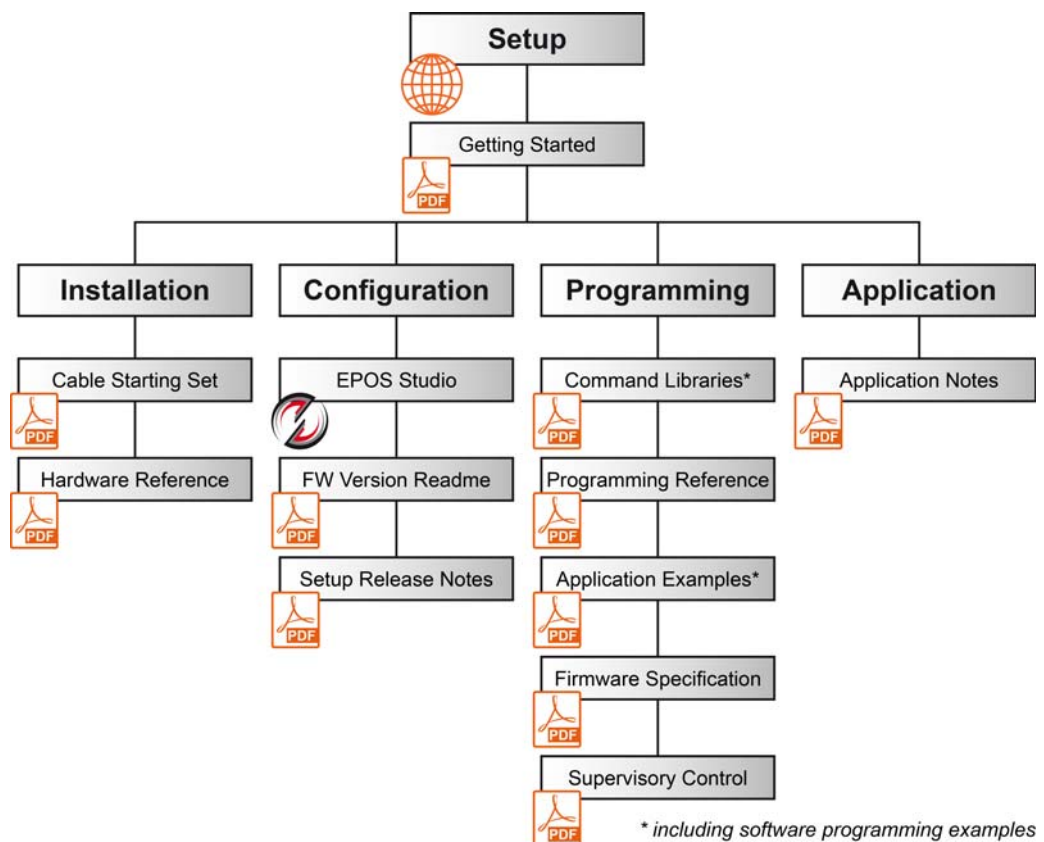 Setup
Getting Started
PDF
Installation
Configuration
Programming
Application
Cable Starting Set
EPOS Studio
Command Libraries*
Application Notes
PDF
PDF
PDF
Hardware Reference
FW Version Readme
Programming Reference
PDF
PDF
PDF
Setup Release Notes
Application Examples*
PDF
PDF
Firmware Specification
PDF
Supervisory Control
PDF
* including software programming examples